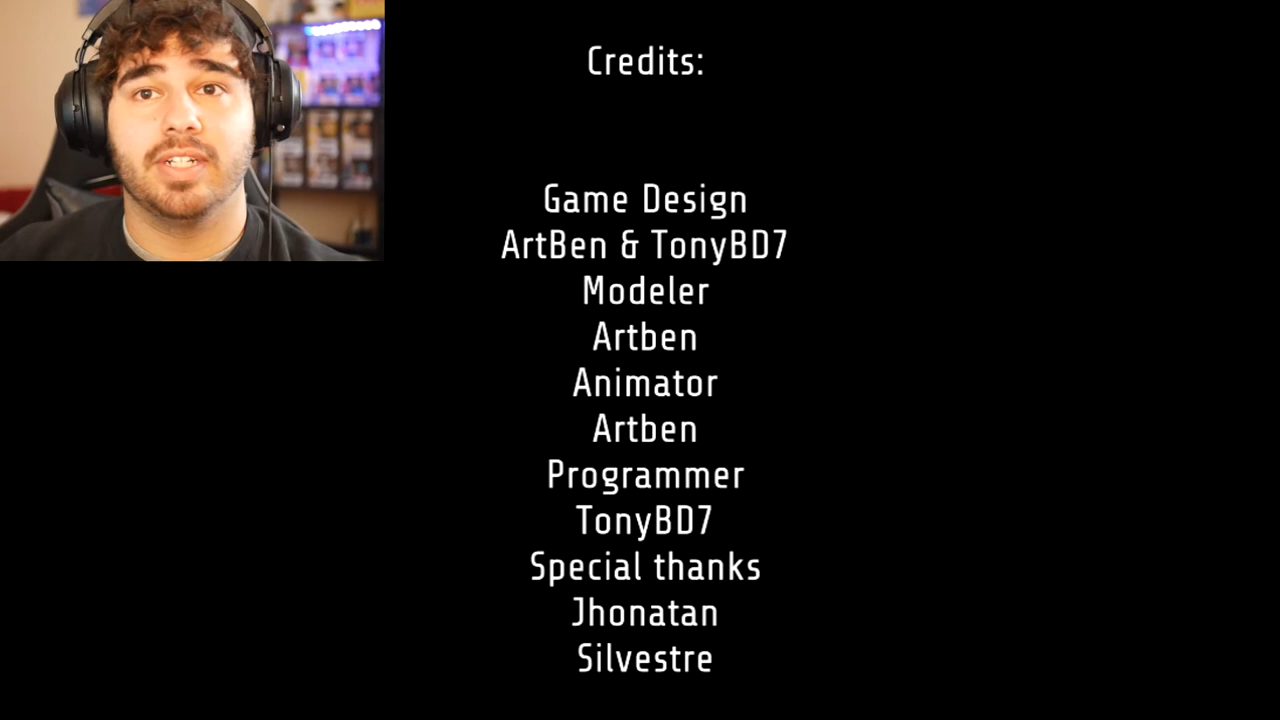 Credits:
Game Design
ArtBen & TonyBD7
Modeler
Artben
Animator
Artben
Programmer
TonyBD7
Special thanks
Jhonatan
Silvestre